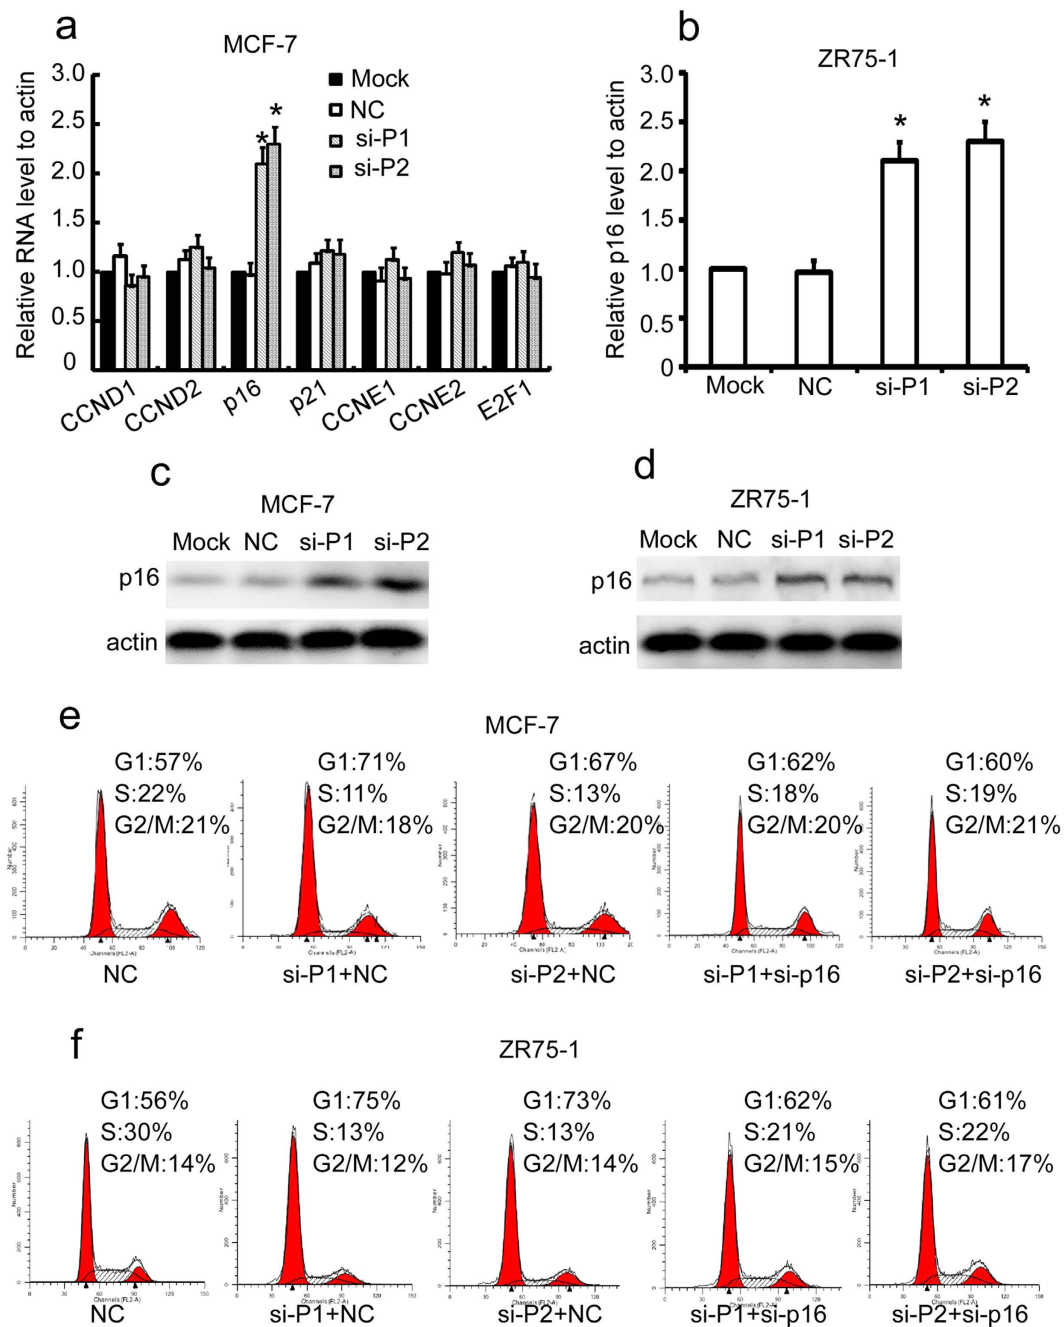 a
MCF-7
Relative RNA level to actin
3.0
2.5
2.0
1.5
1.0
0.5
0
Mock
NC
si-P1
si-P2
*
*
CCND1
CCND2
p16
p21
CCNE1
CCNE2
E2F1
b
ZR75-1
Relative p16 level to actin
3.0
2.5
2.0
1.5
1.0
0.5
0
*
*
Mock
NC
si-P1
si-P2
c
MCF-7
Mock NC si-P1 si-P2
p16
actin
d
ZR75-1
Mock NC si-P1 si-P2
p16
actin
e
MCF-7
G1:57%
S:22%
G2/M:21%
NC
G1:71%
S:11%
G2/M:18%
si-P1+NC
G1:67%
S:13%
G2/M:20%
si-P2+NC
G1:62%
S:18%
G2/M:20%
si-P1+si-p16
G1:60%
S:19%
G2/M:21%
si-P2+si-p16
f
ZR75-1
G1:56%
S:30%
G2/M:14%
NC
G1:75%
S:13%
G2/M:12%
si-P1+NC
G1:73%
S:13%
G2/M:14%
si-P2+NC
G1:62%
S:21%
G2/M:15%
si-P1+si-p16
G1:61%
S:22%
G2/M:17%
si-P2+si-p16